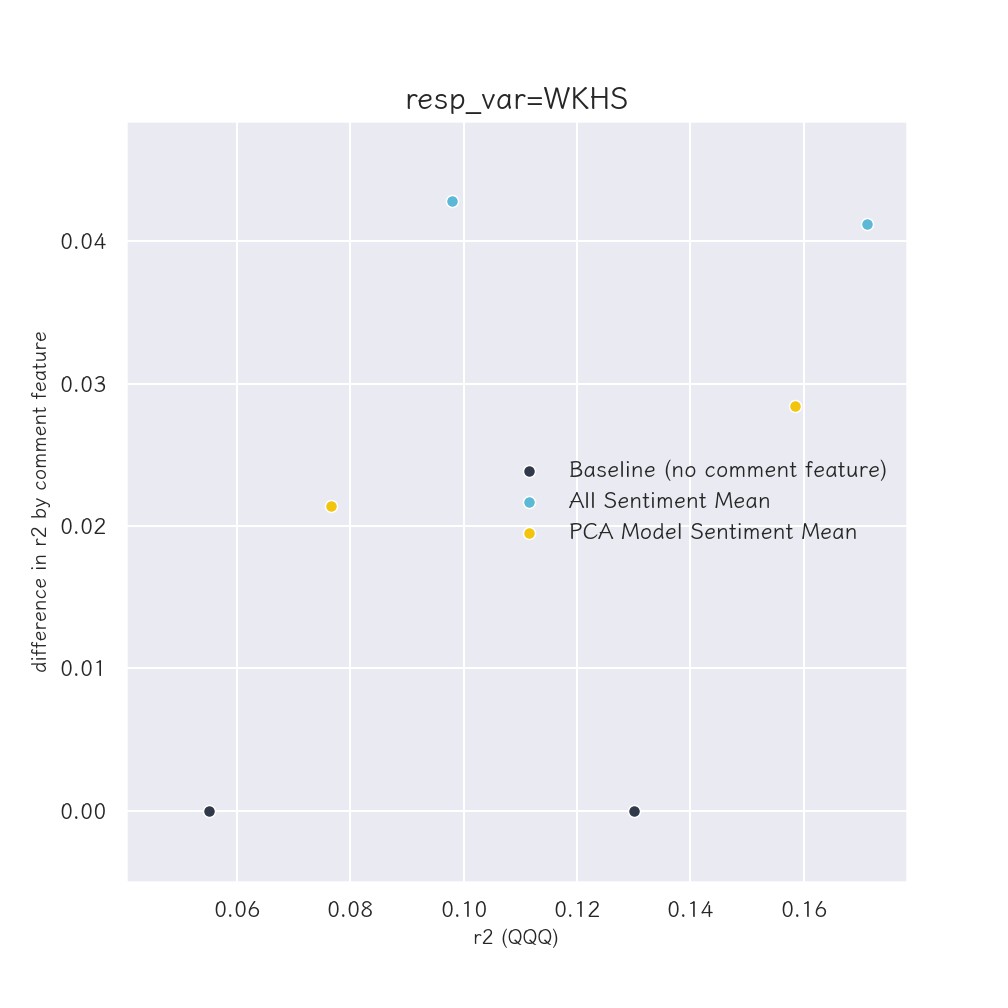 resp_var=WKHS
0.04
0.03
0.02
0.01
0.00
difference in r2 by comment feature
Baseline (no comment feature)
All Sentiment Mean
PCA Model Sentiment Mean
0.06 0.08 0.10 0.12 0.14 0.16
r2 (QQQ)